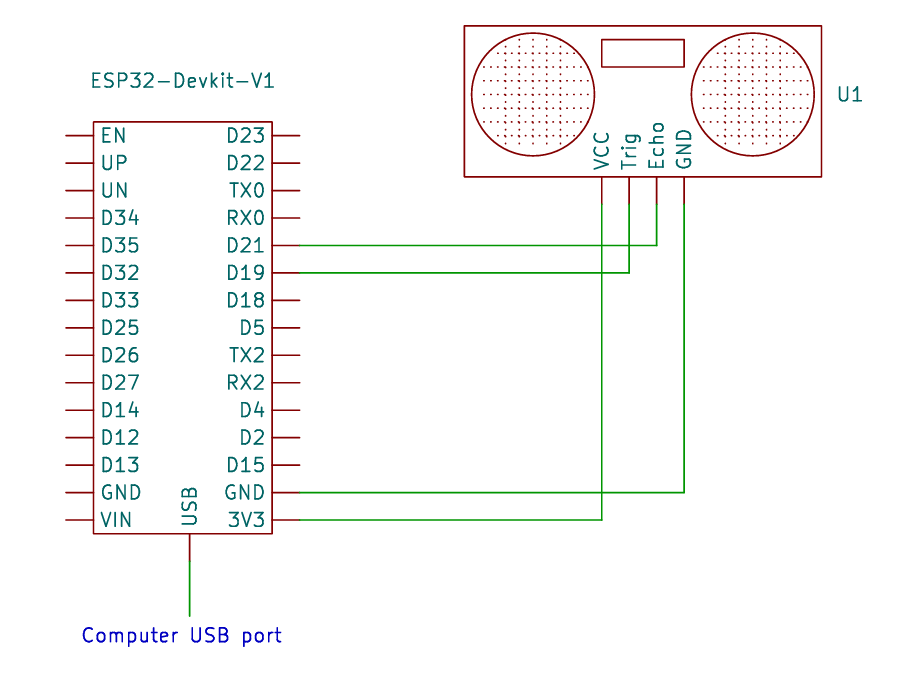 ESP32-Devkit-V1
U1
VCC
Trig
Echo
GND
EN
D23
UP
D22
UN
TX0
D34
RX0
D35
D21
D32
D19
D33
D18
D25
D5
D26
TX2
D27
RX2
D14
D4
D12
D2
D13
D15
GND
GND
VIN
USB
3V3
Computer USB port